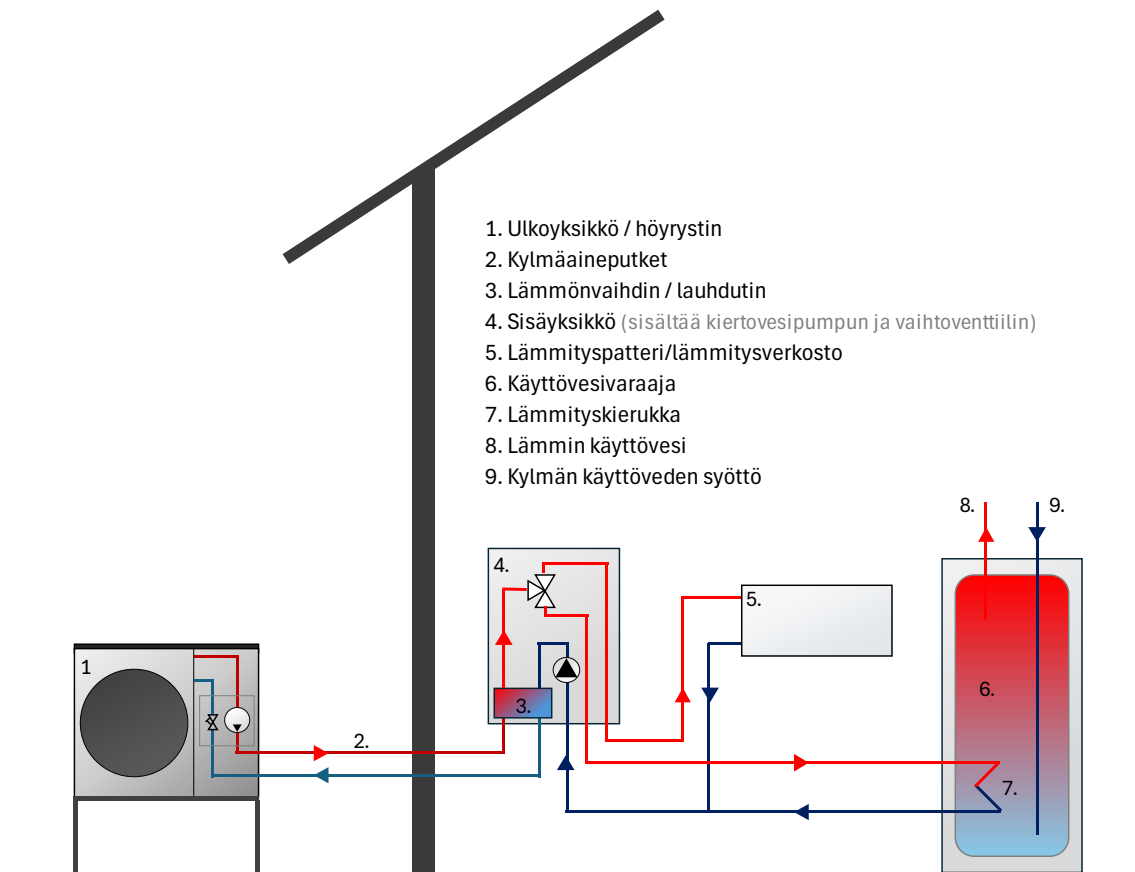 1. Ulkoyksikkö / höyrystin
2. Kylmäaineputket
3. Lämmönvaihdin / lauhdutin
4. Sisäyksikkö (sisältää kiertovesipumpun ja vaihtoventtiilin)
5. Lämmityspatteri/lämmitysverkosto
6. Käyttövesivaraaja
7. Lämmityskierukka
8. Lämmin käyttövesi
9. Kylmän käyttöveden syöttö
8.
9.
4.
5.
1
6.
3.
2.
7.